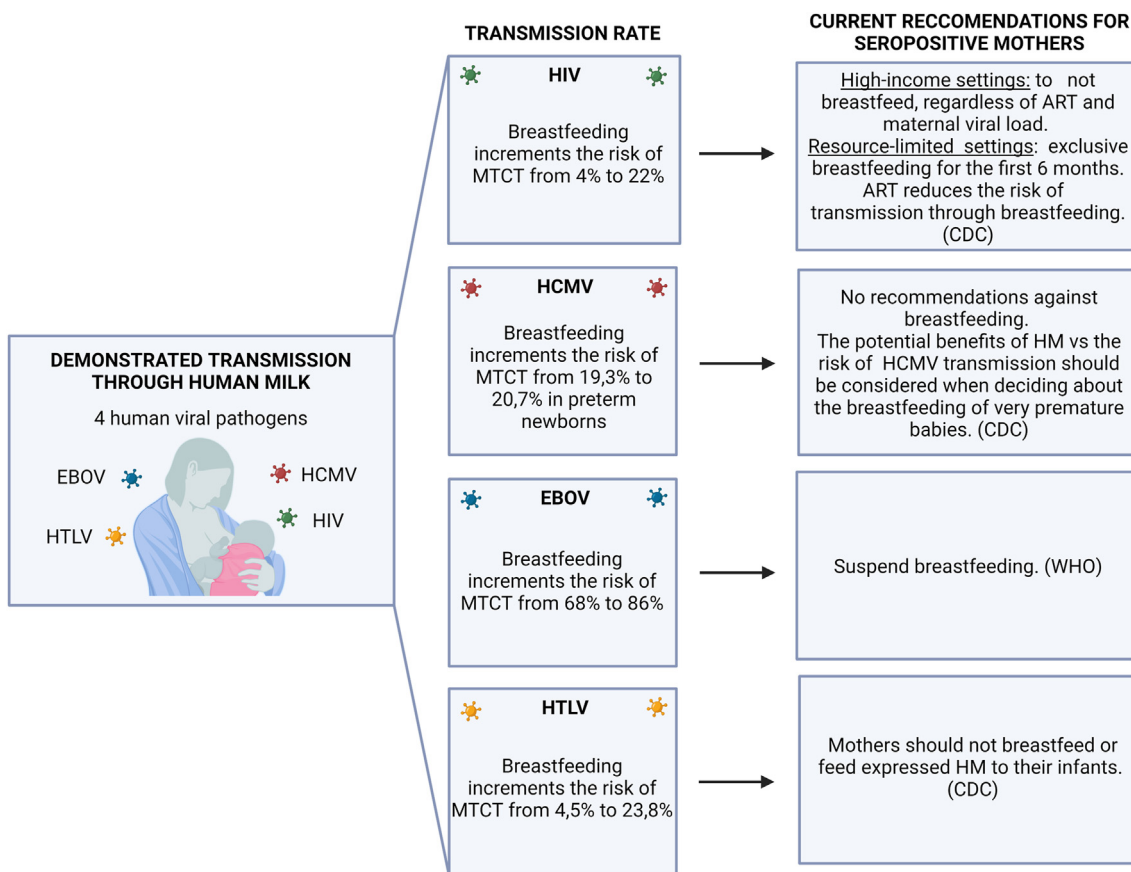 TRANSMISSION RATE
CURRENT RECCOMENDATIONS FOR
SEROPOSITIVE MOTHERS
DEMONSTRATED TRANSMISSION
THROUGH HUMAN MILK
4 human viral pathogens
EBOV
HCMV
HIV
HTLV
HIV
Breastfeeding
increments the risk of
MTCT from 4% to 22%
High-income settings: to not
breastfeed, regardless of ART and
maternal viral load.
Resource-limited settings: exclusive
breastfeeding for the first 6 months.
ART reduces the risk of
transmission through breastfeeding.
(CDC)
HCMV
Breastfeeding
increments the risk of
MTCT from 19,3% to
20,7% in preterm
newborns
No recommendations against
breastfeeding.
The potential benefits of HM vs the
risk of HCMV transmission should
be considered when deciding about
the breastfeeding of very premature
babies. (CDC)
EBOV
Breastfeeding
increments the risk of
MTCT from 68% to 86%
Suspend breastfeeding. (WHO)
HTLV
Breastfeeding
increments the risk of
MTCT from 4,5% to 23,8%
Mothers should not breastfeed or
feed expressed HM to their infants.
(CDC)